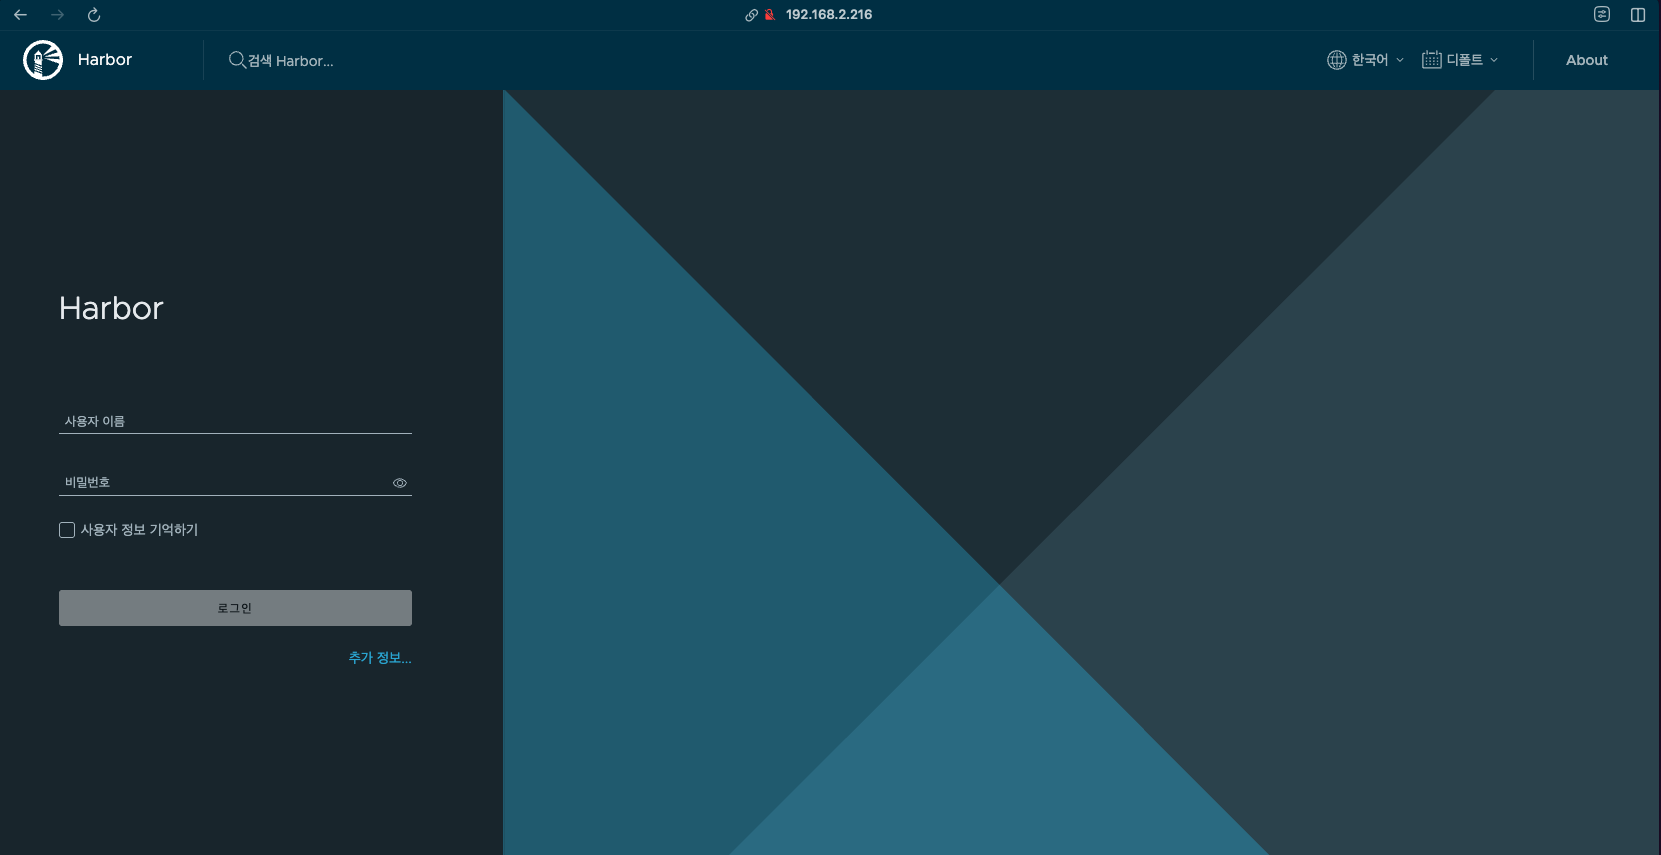 192.168.2.216
Harbor
검색 Harbor...
한국어
디폴트
About
Harbor
사용자 이름
비밀번호
사용자 정보 기억하기
로그인
추가 정보...